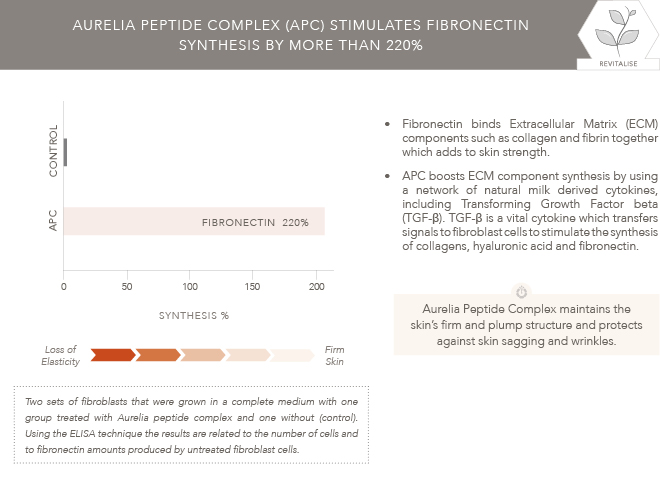 AURELIA PEPTIDE COMPLEX (APC) STIMULATES FIBRONECTIN
SYNTHESIS BY MORE THAN 220%
REVITALISE
CONTROL
APC
FIBRONECTIN 220%
0 50 100 150 200
SYNTHESIS %
Loss of
Elasticity
Firm
Skin
Two sets of fibroblasts that were grown in a complete medium with one
group treated with Aurelia peptide complex and one without (control).
Using the ELISA technique the results are related to the number of cells and
to fibronectin amounts produced by untreated fibroblast cells.
• Fibronectin binds Extracellular Matrix (ECM)
components such as collagen and fibrin together
which adds to skin strength.
• APC boosts ECM component synthesis by using
a network of natural milk derived cytokines,
including Transforming Growth Factor beta
(TGF-β). TGF-β is a vital cytokine which transfers
signals to fibroblast cells to stimulate the synthesis
of collagens, hyaluronic acid and fibronectin.
Aurelia Peptide Complex maintains the
skin's firm and plump structure and protects
against skin sagging and wrinkles.